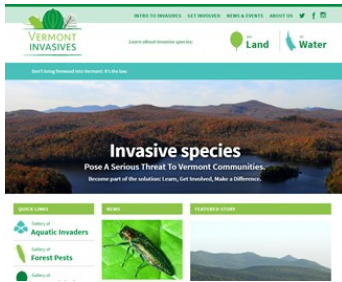 VERMONT
INVASIVES
INTRO TO INVASIVES GET INVOLVED NEWS & EVENTS ABOUT US
Learn about invasive species:
on
Land
in
Water
Don't bring firewood into Vermont. It's the law.
Invasive species
Pose A Serious Threat To Vermont Communities.
Become part of the solution: Learn, Get Involved, Make a Difference.
QUICK LINKS
NEWS
FEATURED STORY
Gallery of
Aquatic Invaders
Gallery of
Forest Pests
Gallery of